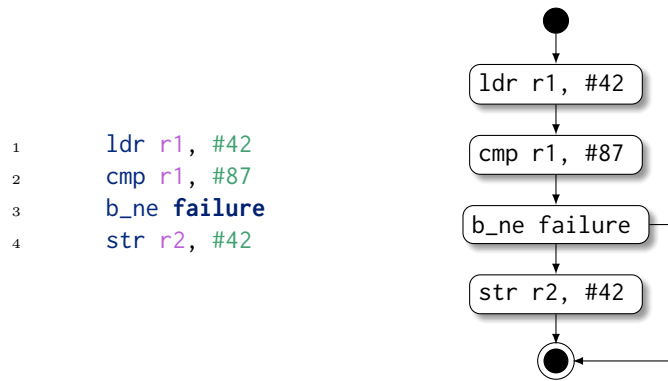 1 ldr r1, #42
2 cmp r1, #87
3 b_ne failure
4 str r2, #42
ldr r1, #42
cmp r1, #87
b_ne failure
str r2, #42